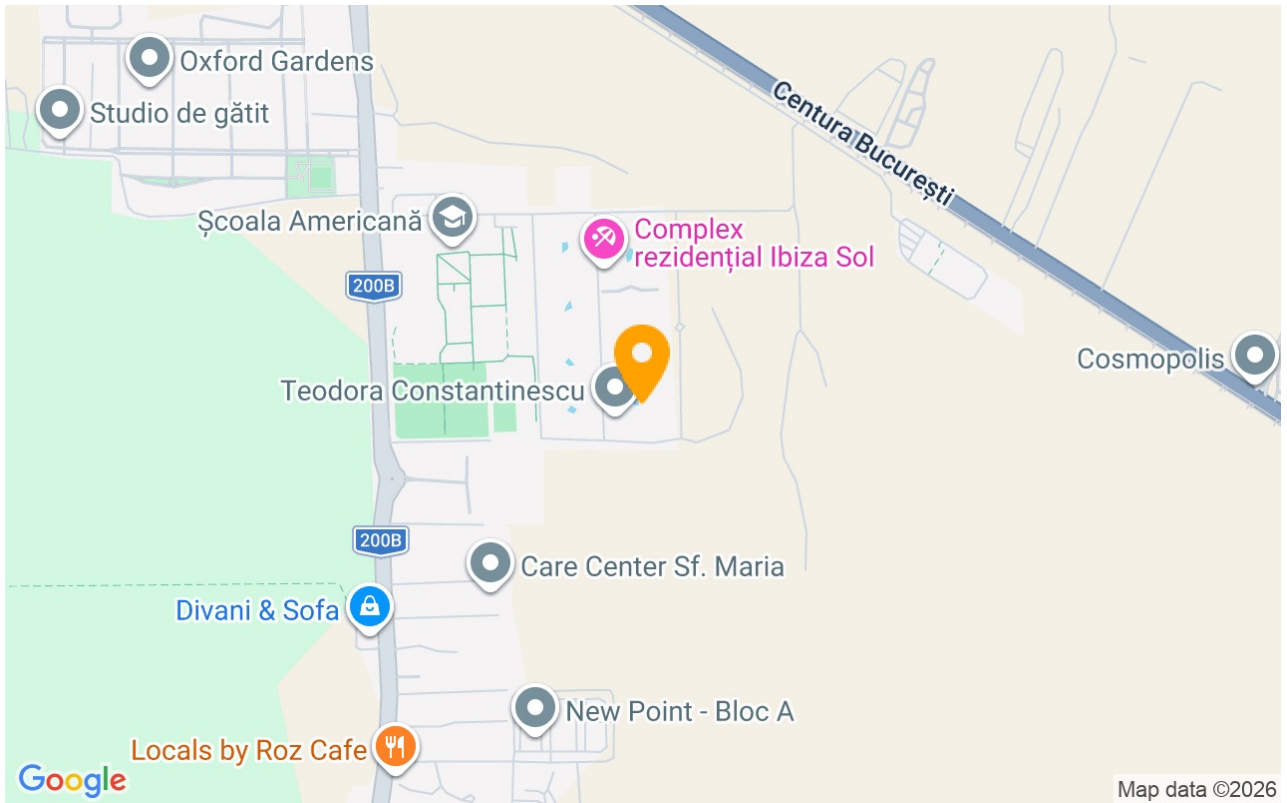 Oxford Gardens
Studio de gătit
Centura București
Școala Americană
Complex
rezidențial Ibiza Sol
200B
Cosmopolis
Teodora Constantinescu
200B
Care Center Sf. Maria
Divani & Sofa
New Point - Bloc A
Locals by Roz Cafe
Google
Map data ©2026